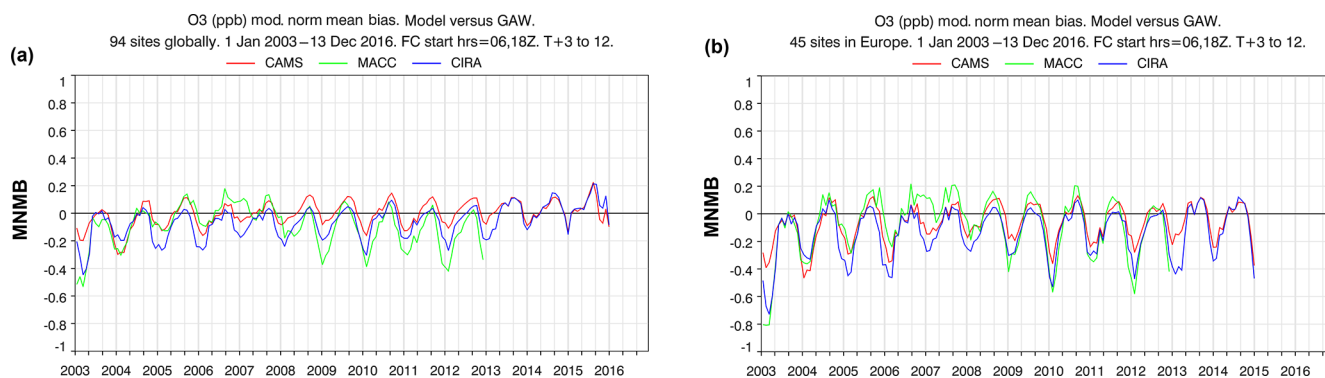 (a)
O3 (ppb) mod. norm mean bias. Model versus GAW.
94 sites globally. 1 Jan 2003 – 13 Dec 2016. FC start hrs=06,18Z. T+3 to 12.
CAMS MACC CIRA
MNMB
1
0.8
0.6
0.4
0.2
0
-0.2
-0.4
-0.6
-0.8
-1
2003 2004 2005 2006 2007 2008 2009 2010 2011 2012 2013 2014 2015 2016
(b)
O3 (ppb) mod. norm mean bias. Model versus GAW.
45 sites in Europe. 1 Jan 2003 – 13 Dec 2016. FC start hrs=06,18Z. T+3 to 12.
CAMS MACC CIRA
MNMB
1
0.8
0.6
0.4
0.2
0
-0.2
-0.4
-0.6
-0.8
-1
2003 2004 2005 2006 2007 2008 2009 2010 2011 2012 2013 2014 2015 2016